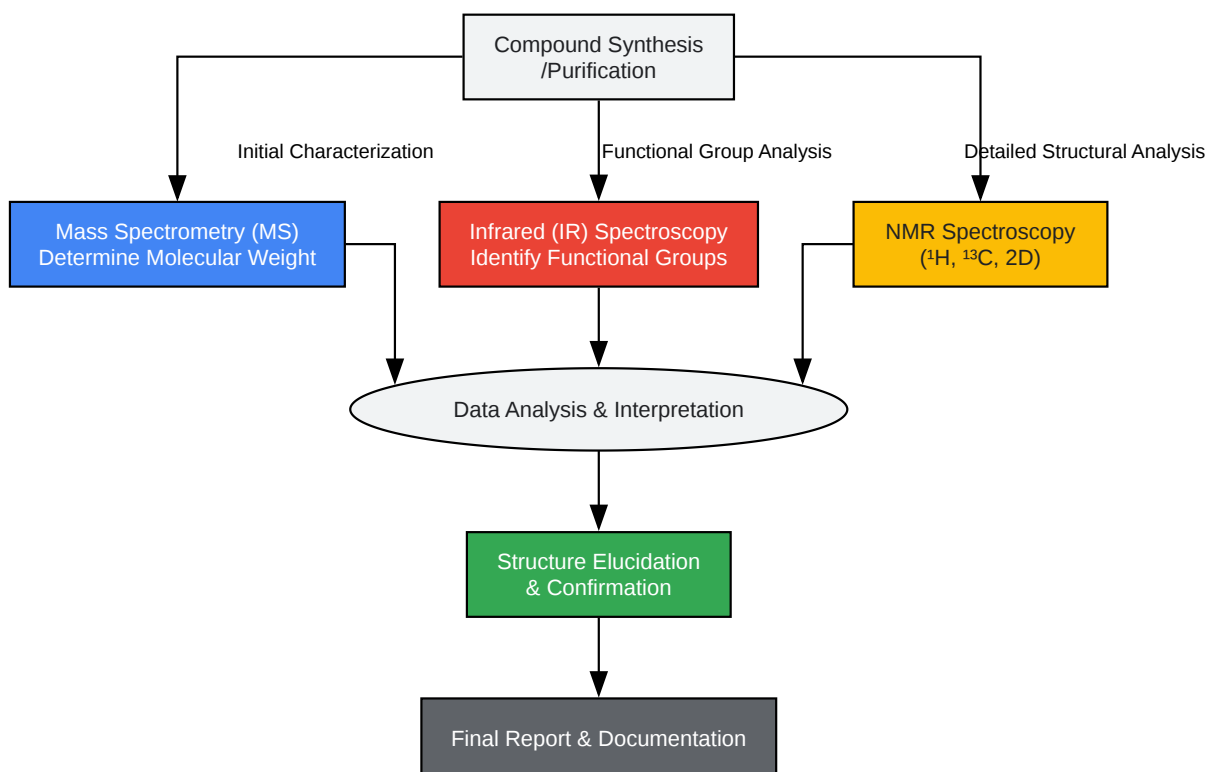 Compound Synthesis
/Purification
Initial Characterization
Functional Group Analysis
Detailed Structural Analysis
Mass Spectrometry (MS)
Determine Molecular Weight
Infrared (IR) Spectroscopy
Identify Functional Groups
NMR Spectroscopy
(¹H, ¹³C, 2D)
Data Analysis & Interpretation
Structure Elucidation
& Confirmation
Final Report & Documentation